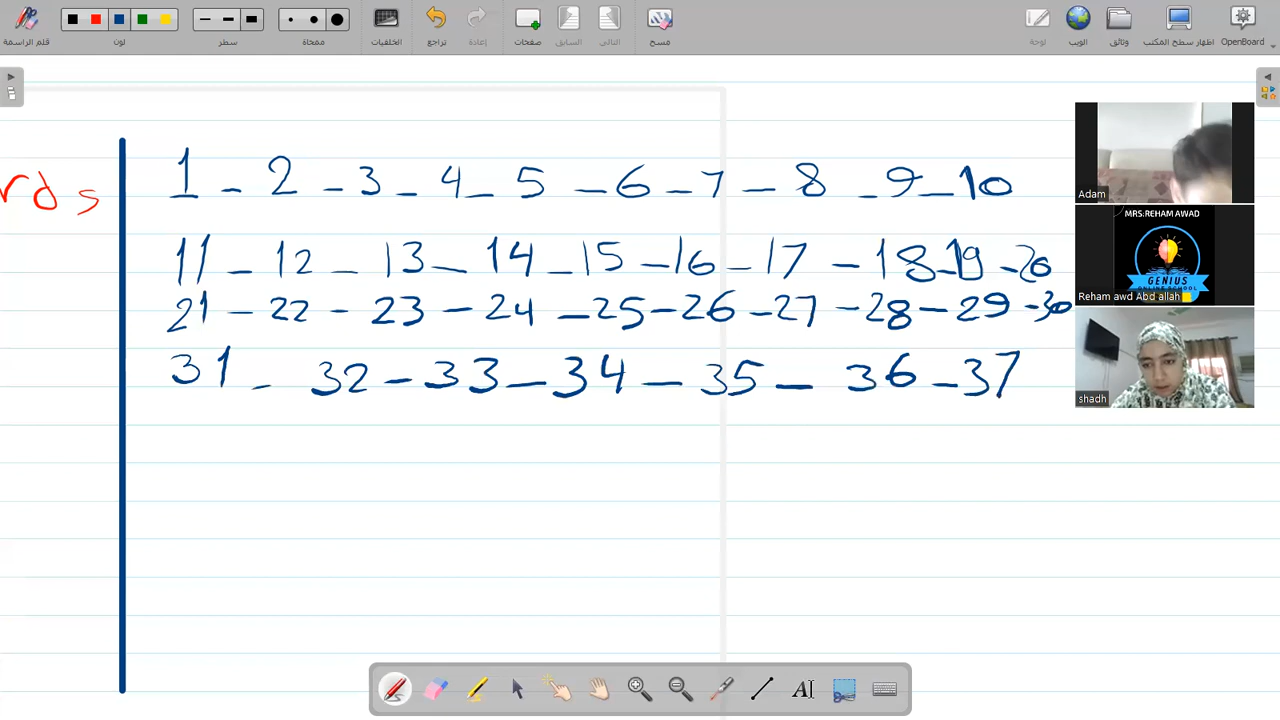 قلم الراسمة
لون
سطر
ممحاة
الخلفيات
تراجع
إعادة
صفحات
السابق
التالي
مسح
لوحة
الويب
وثائق
اظهار سطح المكتب
OpenBoard
rds
1 - 2 - 3 - 4 - 5 - 6 - 7 - 8 - 9 - 10
11 - 12 - 13 - 14 - 15 - 16 - 17 - 18 - 19 - 20
21 - 22 - 23 - 24 - 25 - 26 - 27 - 28 - 29 - 30
31 - 32 - 33 - 34 - 35 - 36 - 37
Adam
MRS:REHAM AWAD
GENIUS
Reham awd Abd allah
shadh